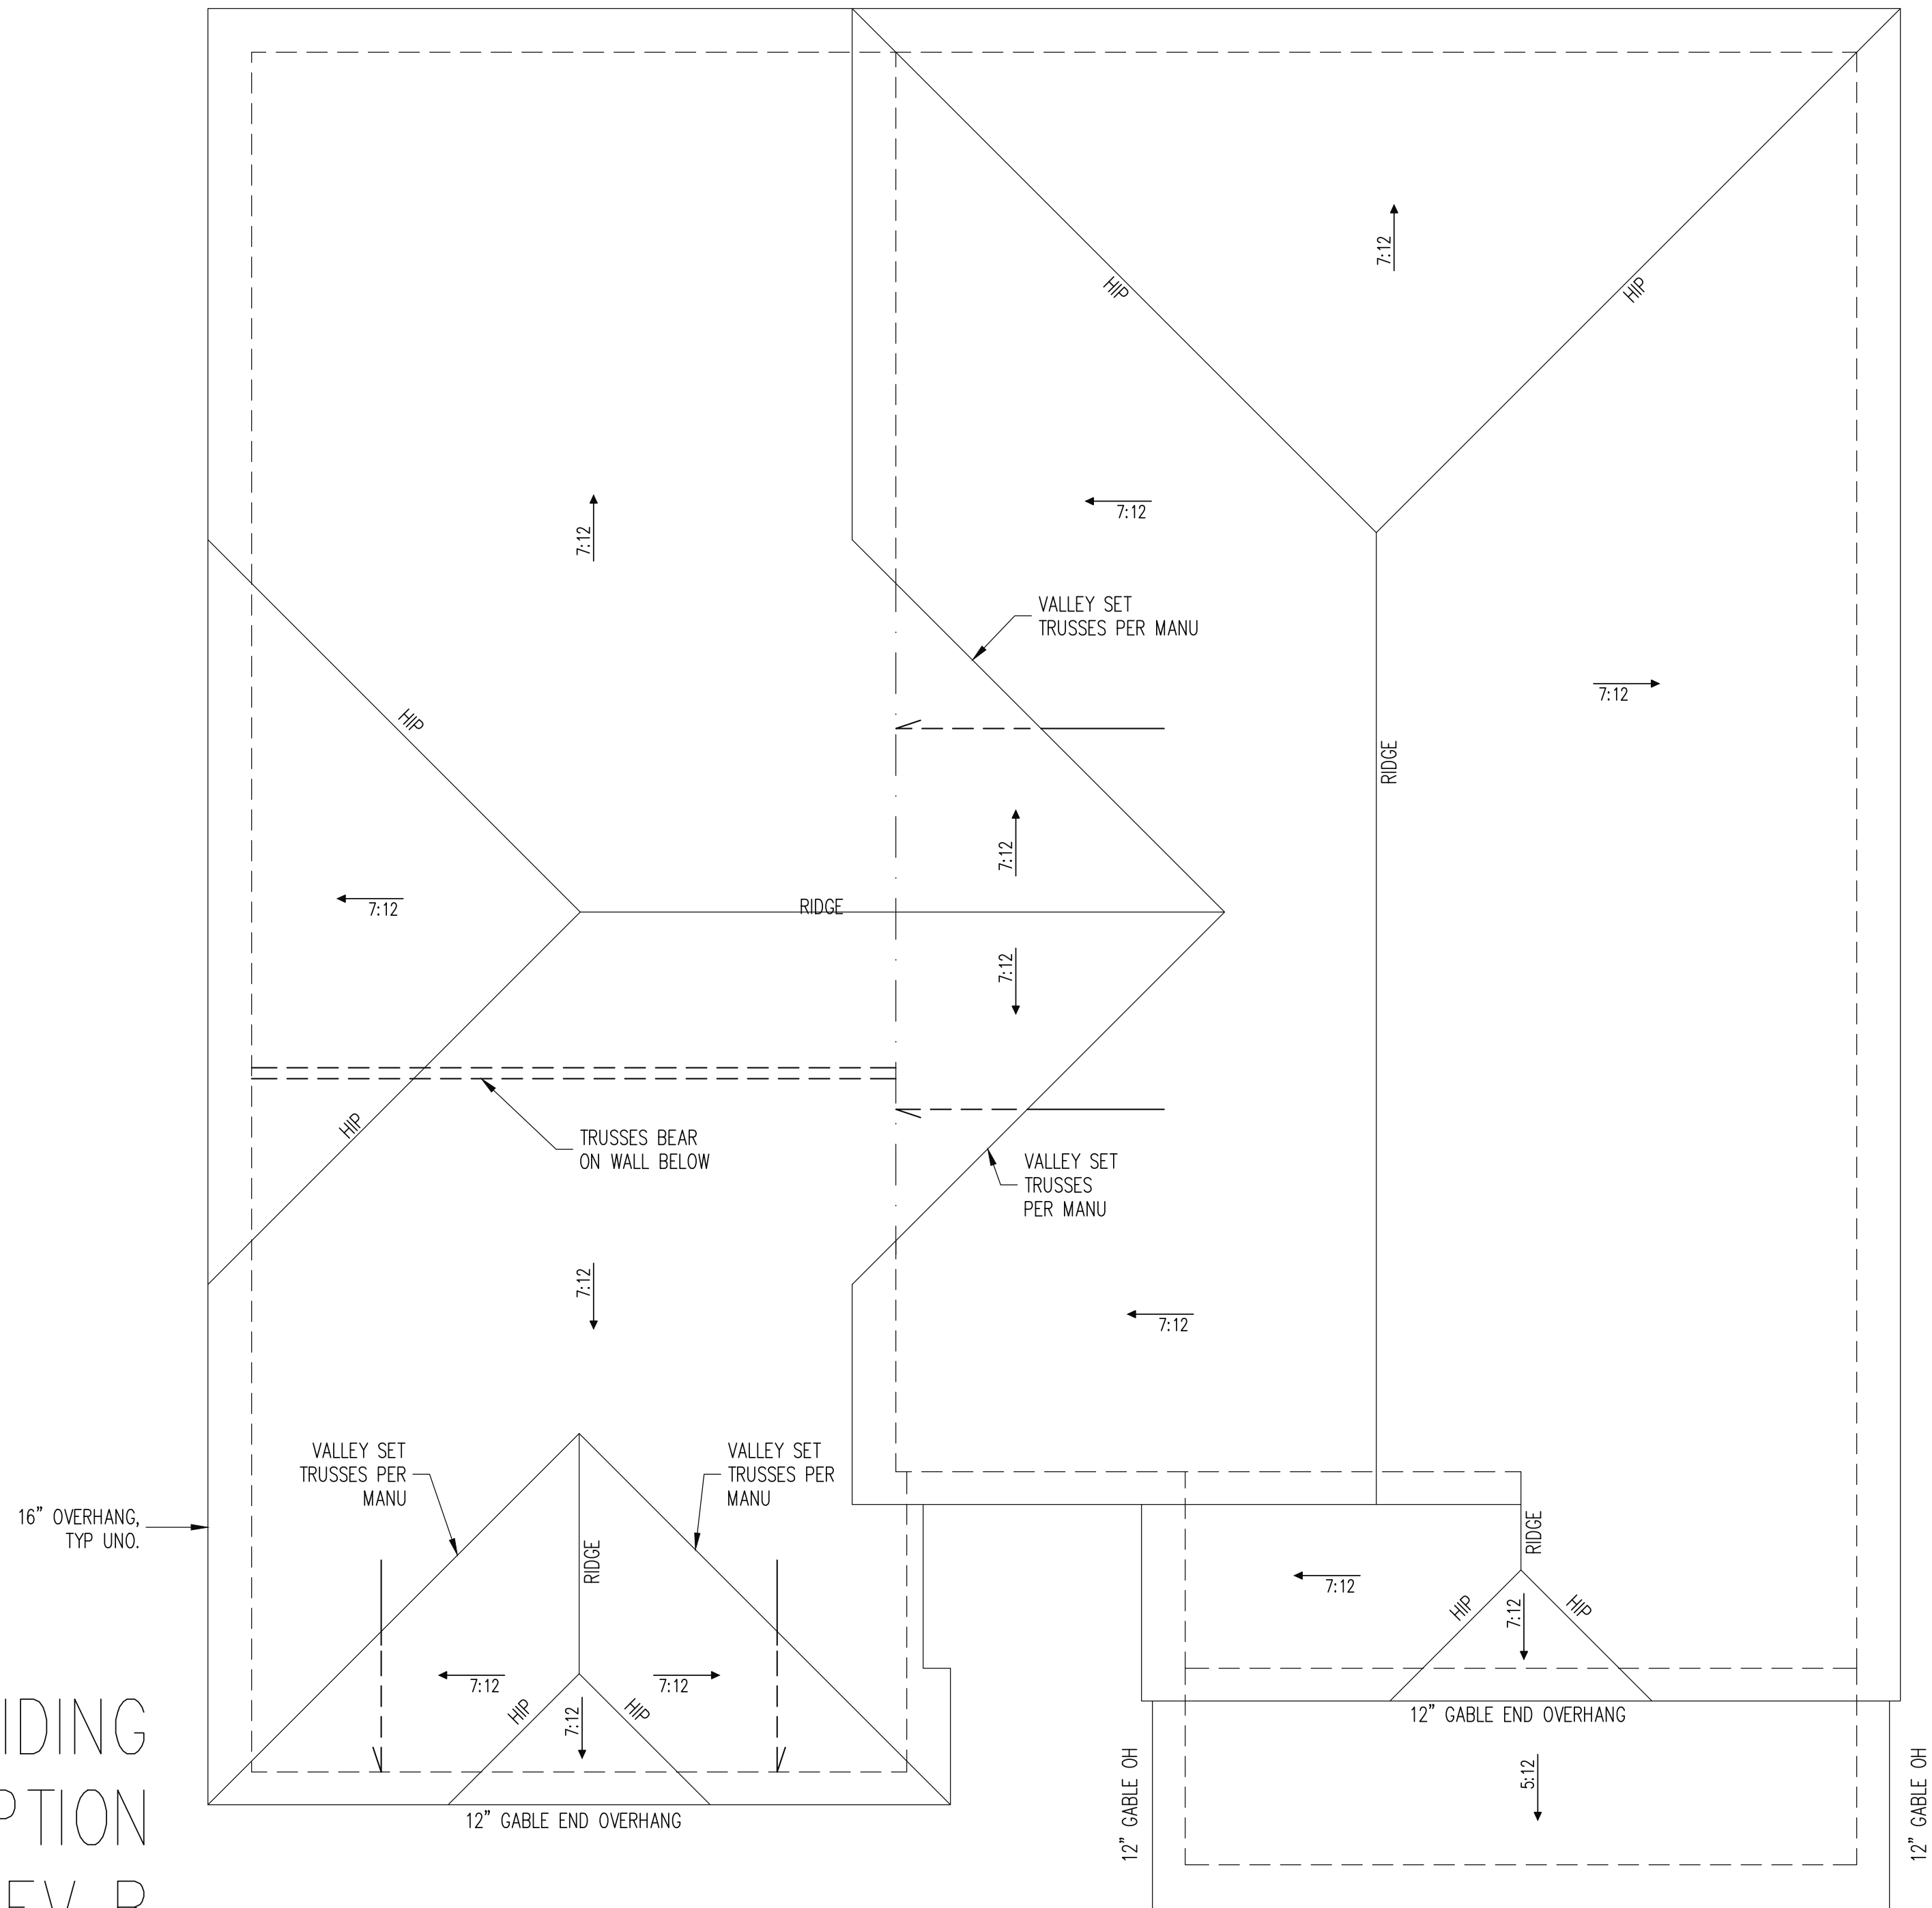 7:12
HIP
HIP
7:12
7:12
VALLEY SET
TRUSSES PER MANU
7:12
HIP
RIDGE
7:12
7:12
RIDGE
7:12
HIP
TRUSSES BEAR
ON WALL BELOW
VALLEY SET
TRUSSES
PER MANU
7:12
7:12
VALLEY SET
TRUSSES PER
MANU
VALLEY SET
TRUSSES PER
MANU
16" OVERHANG,
TYP UNO.
RIDGE
RIDGE
7:12
HIP
7:12
HIP
7:12
7:12
HIP
7:12
HIP
12" GABLE END OVERHANG
12" GABLE END OVERHANG
12" GABLE OH
5:12
12" GABLE OH
IDING
PTION